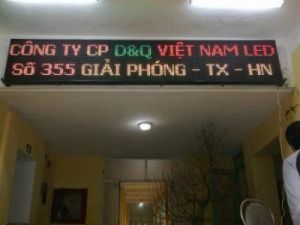 CÔNG TY CP D&Q VIỆT NAM LED
Số 355 GIẢI PHÓNG - TX - HN